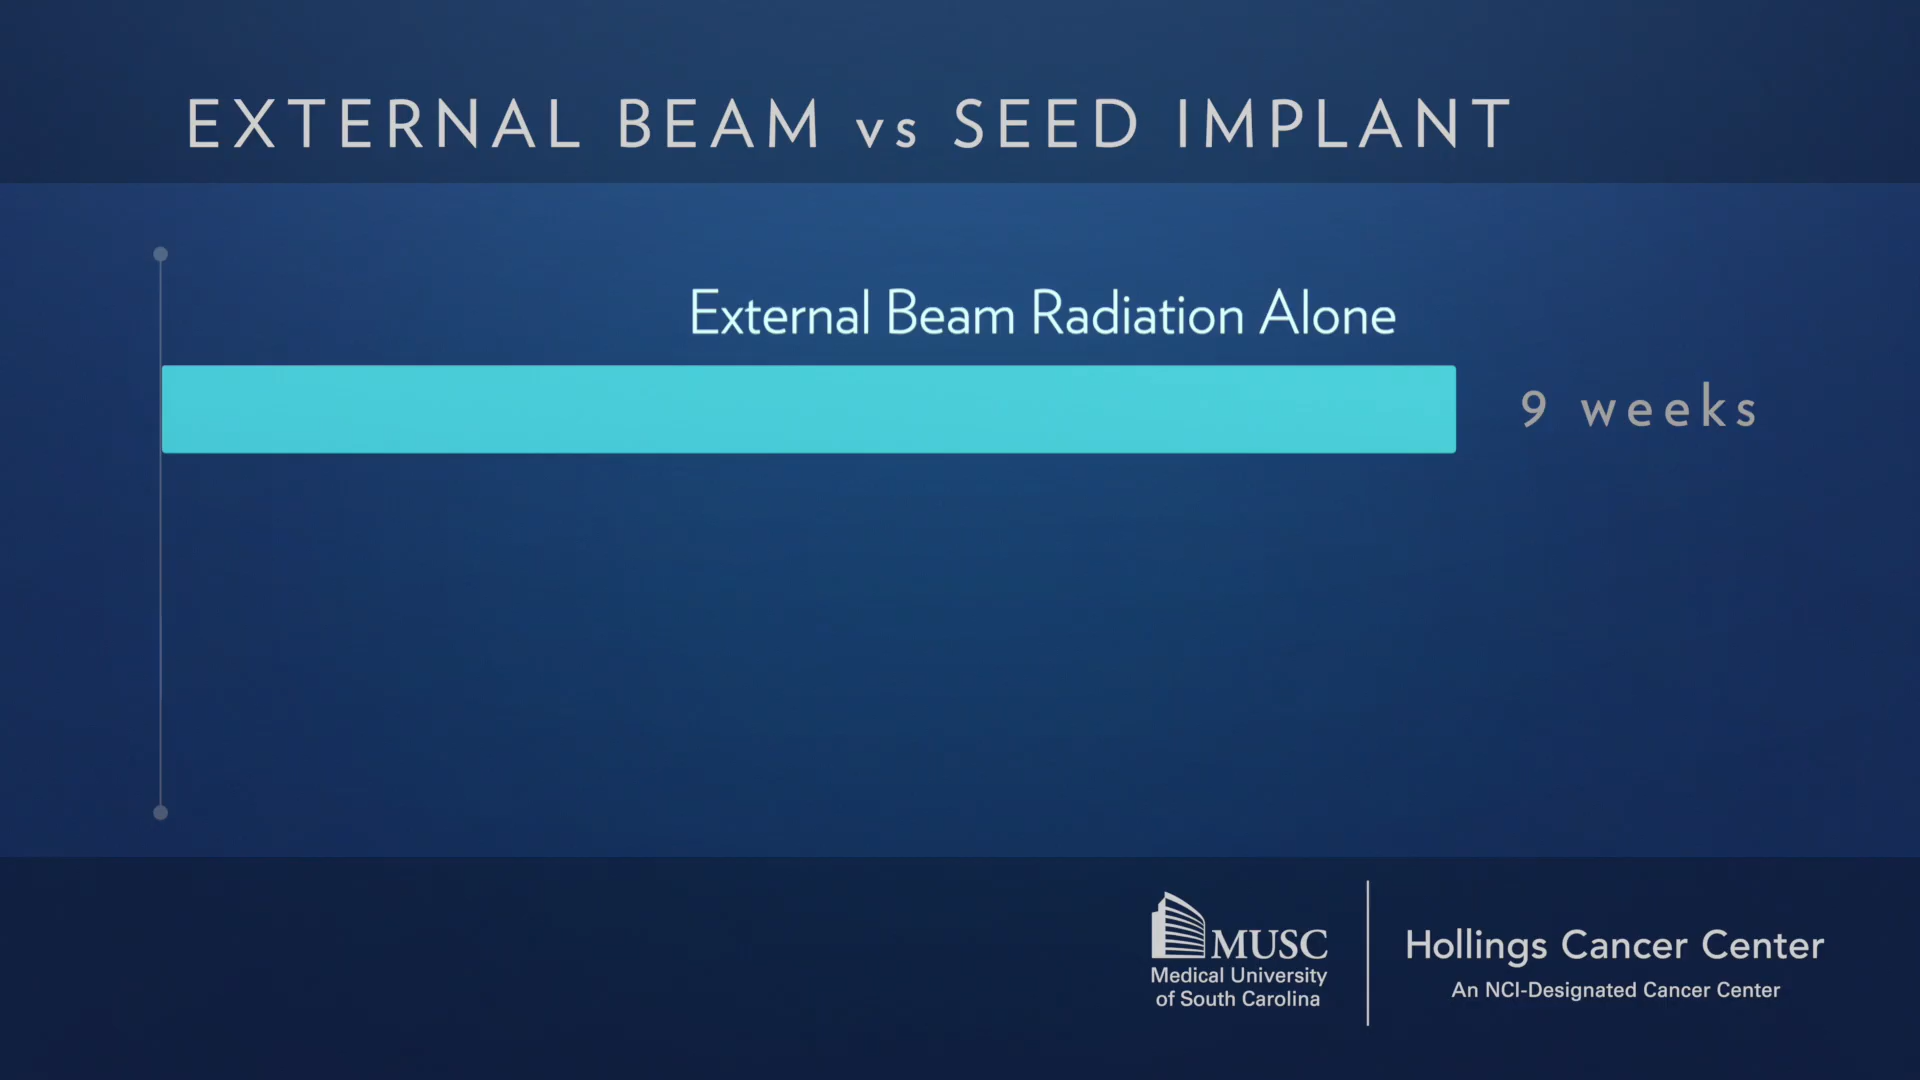 EXTERNAL BEAM vs SEED IMPLANT
External Beam Radiation Alone
9 weeks
MUSC
Medical University
of South Carolina
Hollings Cancer Center
An NCI-Designated Cancer Center